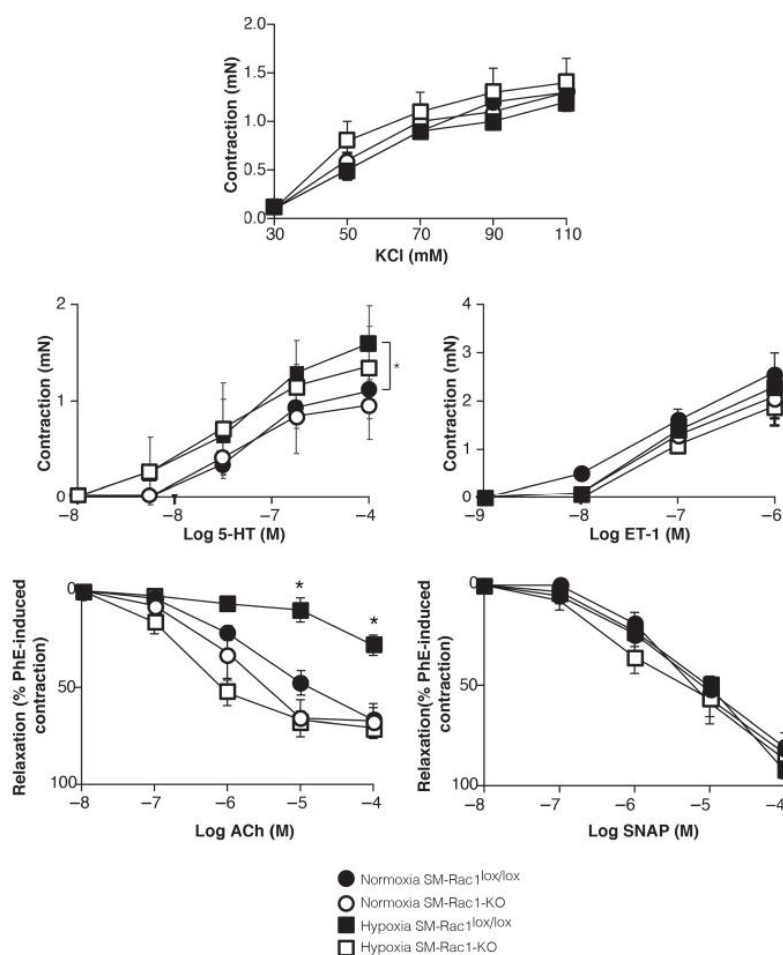 2.0
1.5
1.0
0.5
0.0
Contraction (mN)
30 50 70 90 110
KCl (mM)
2
1
0
Contraction (mN)
–8 –8 –7 –4
Log 5-HT (M)
*
4
3
2
1
0
Contraction (mN)
–9 –8 –7 –6
Log ET-1 (M)
0
50
100
Relaxation (% PhE-induced
contraction)
* *
–8 –7 –6 –5 –4
Log ACh (M)
0
50
100
Relaxation(% PhE-induced
contraction)
–8 –7 –6 –5 –4
Log SNAP (M)
Normoxia SM-Rac1lox/lox
Normoxia SM-Rac1-KO
Hypoxia SM-Rac1lox/lox
Hypoxia SM-Rac1-KO